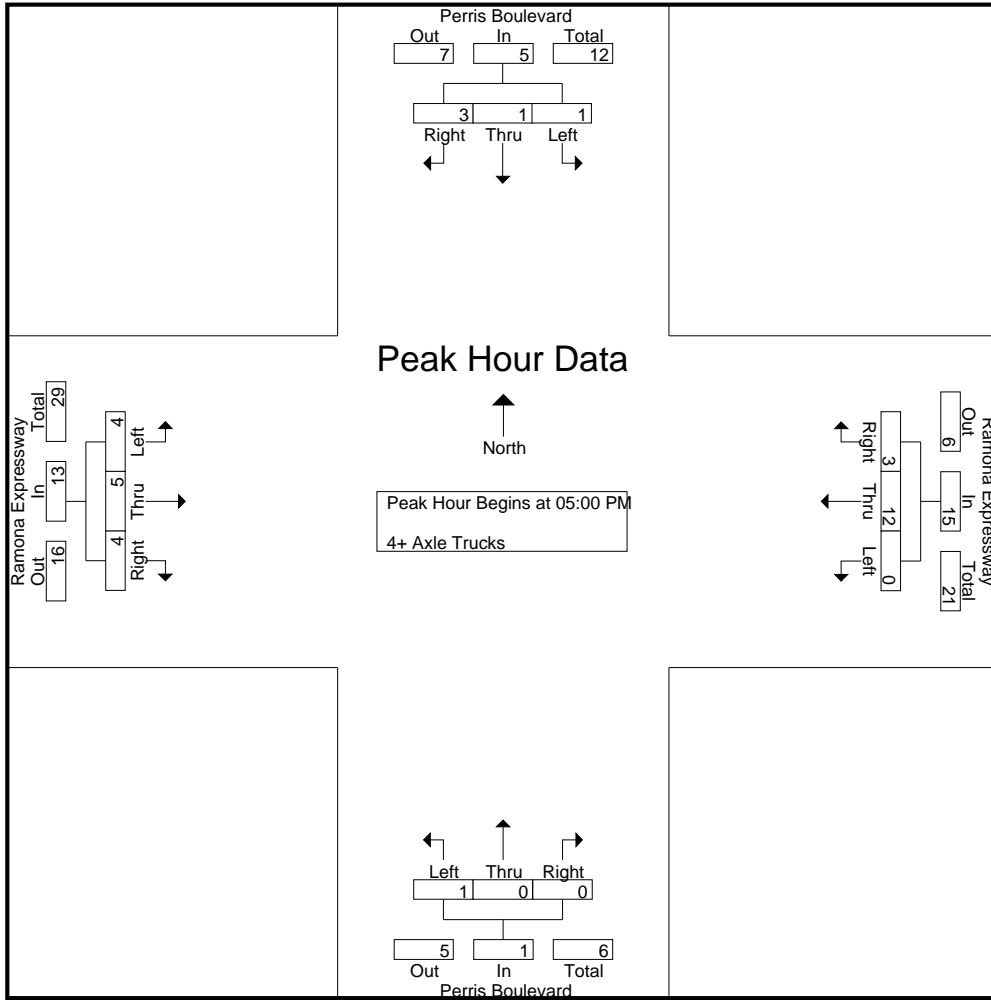 Perris Boulevard
Out In Total
7 5 12
3 1 1
Right Thru Left
Peak Hour Data
North
Peak Hour Begins at 05:00 PM
4+ Axle Trucks
Ramona Expressway
Total In Out
29 13 16
4 5 4
Left Thru Right
Ramona Expressway
Out In Total
6 15 21
3 12 0
Right Thru Left
Left Thru Right
1 0 0
5 1 6
Out In Total
Perris Boulevard